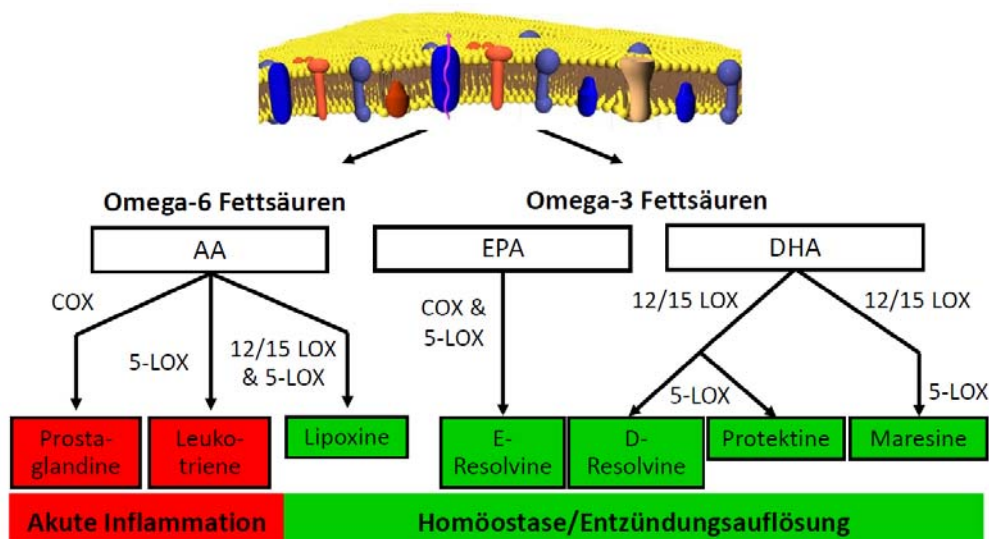 Omega-6 Fettsäuren
Omega-3 Fettsäuren
AA
EPA
DHA
COX
5-LOX
12/15 LOX
& 5-LOX
COX &
5-LOX
12/15 LOX
5-LOX
12/15 LOX
5-LOX
Prosta-
glandine
Leuko-
triene
Lipoxine
E-
Resolvine
D-
Resolvine
Protektine
Maresine
Akute Inflammation
Homöostase/Entzündungsauflösung